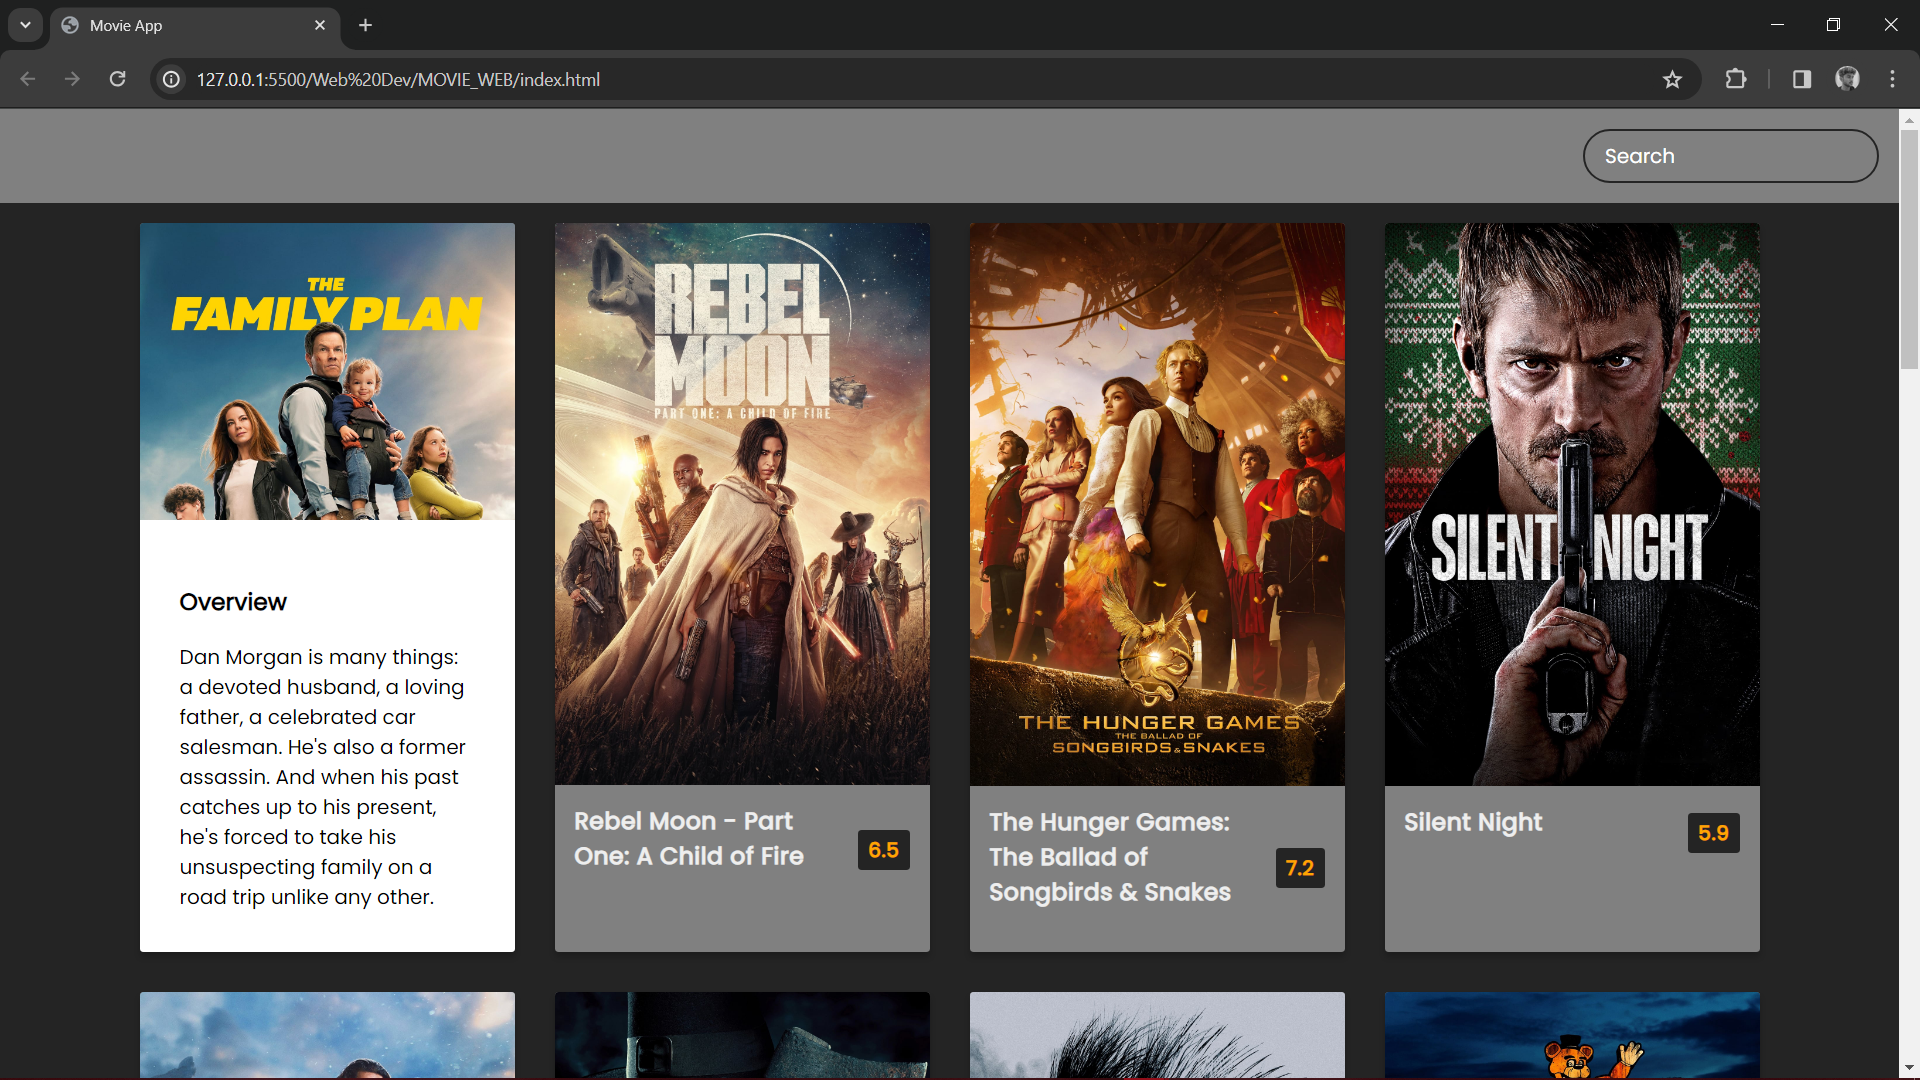 Movie App
127.0.0.1:5500/Web%20Dev/MOVIE_WEB/index.html
Search
THE
FAMILY PLAN
Overview
Dan Morgan is many things:
a devoted husband, a loving
father, a celebrated car
salesman. He's also a former
assassin. And when his past
catches up to his present,
he's forced to take his
unsuspecting family on a
road trip unlike any other.
REBEL
MOON
PART ONE: A CHILD OF FIRE
Rebel Moon - Part
One: A Child of Fire
6.5
THE HUNGER GAMES
THE BALLAD OF
SONGBIRDS & SNAKES
The Hunger Games:
The Ballad of
Songbirds & Snakes
7.2
SILENT NIGHT
Silent Night
5.9